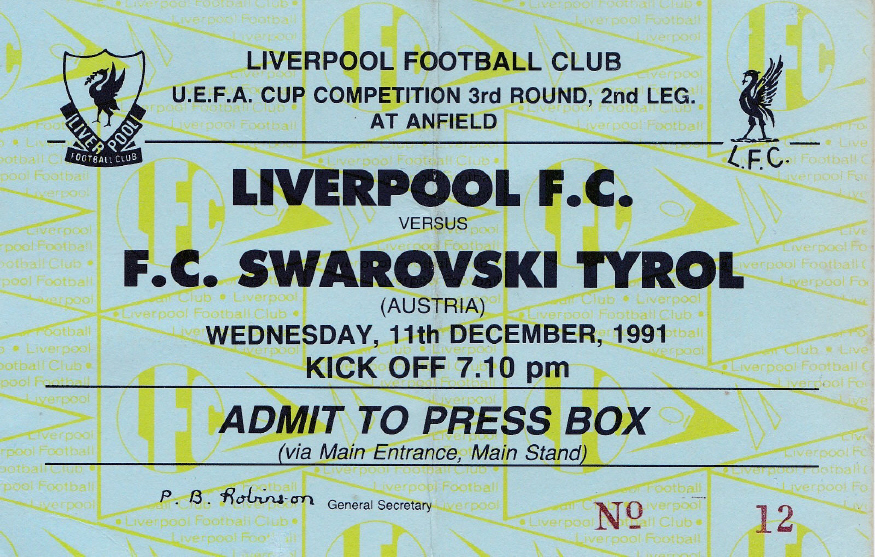 LIVERPOOL FOOTBALL CLUB
U.E.F.A. CUP COMPETITION 3rd ROUND, 2nd LEG.
AT ANFIELD
LIVERPOOL
FOOTBALL CLUB
L.F.C.
LIVERPOOL F.C.
VERSUS
F.C. SWAROVSKI TYROL
(AUSTRIA)
WEDNESDAY, 11th DECEMBER, 1991
KICK OFF 7.10 pm
ADMIT TO PRESS BOX
(via Main Entrance, Main Stand)
P. B. Robinson General Secretary
Nº 12